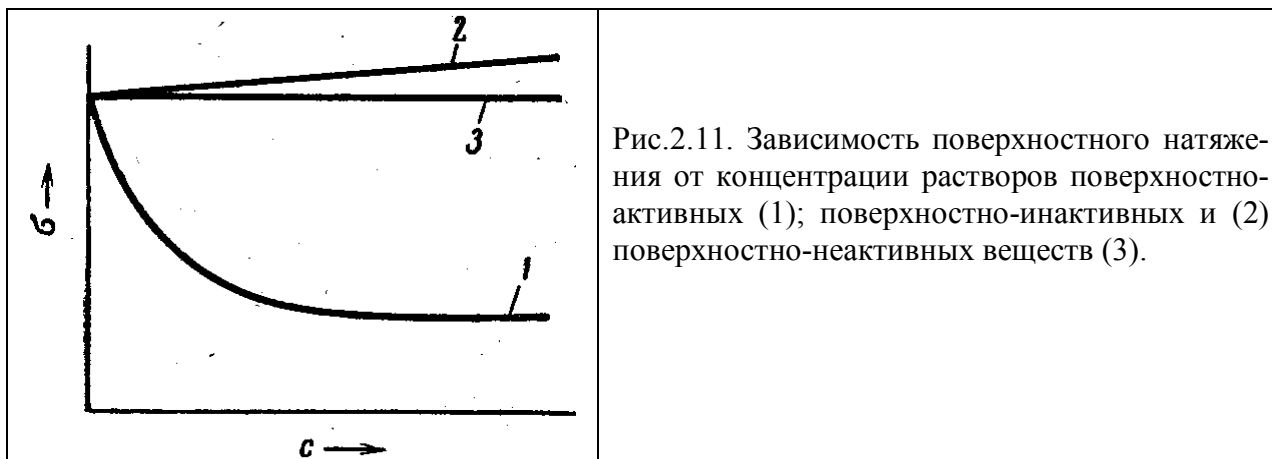 2
3
1
σ →
c →
Рис.2.11. Зависимость поверхностного натяже-
ния от концентрации растворов поверхностно-
активных (1); поверхностно-инактивных и (2)
поверхностно-неактивных веществ (3).